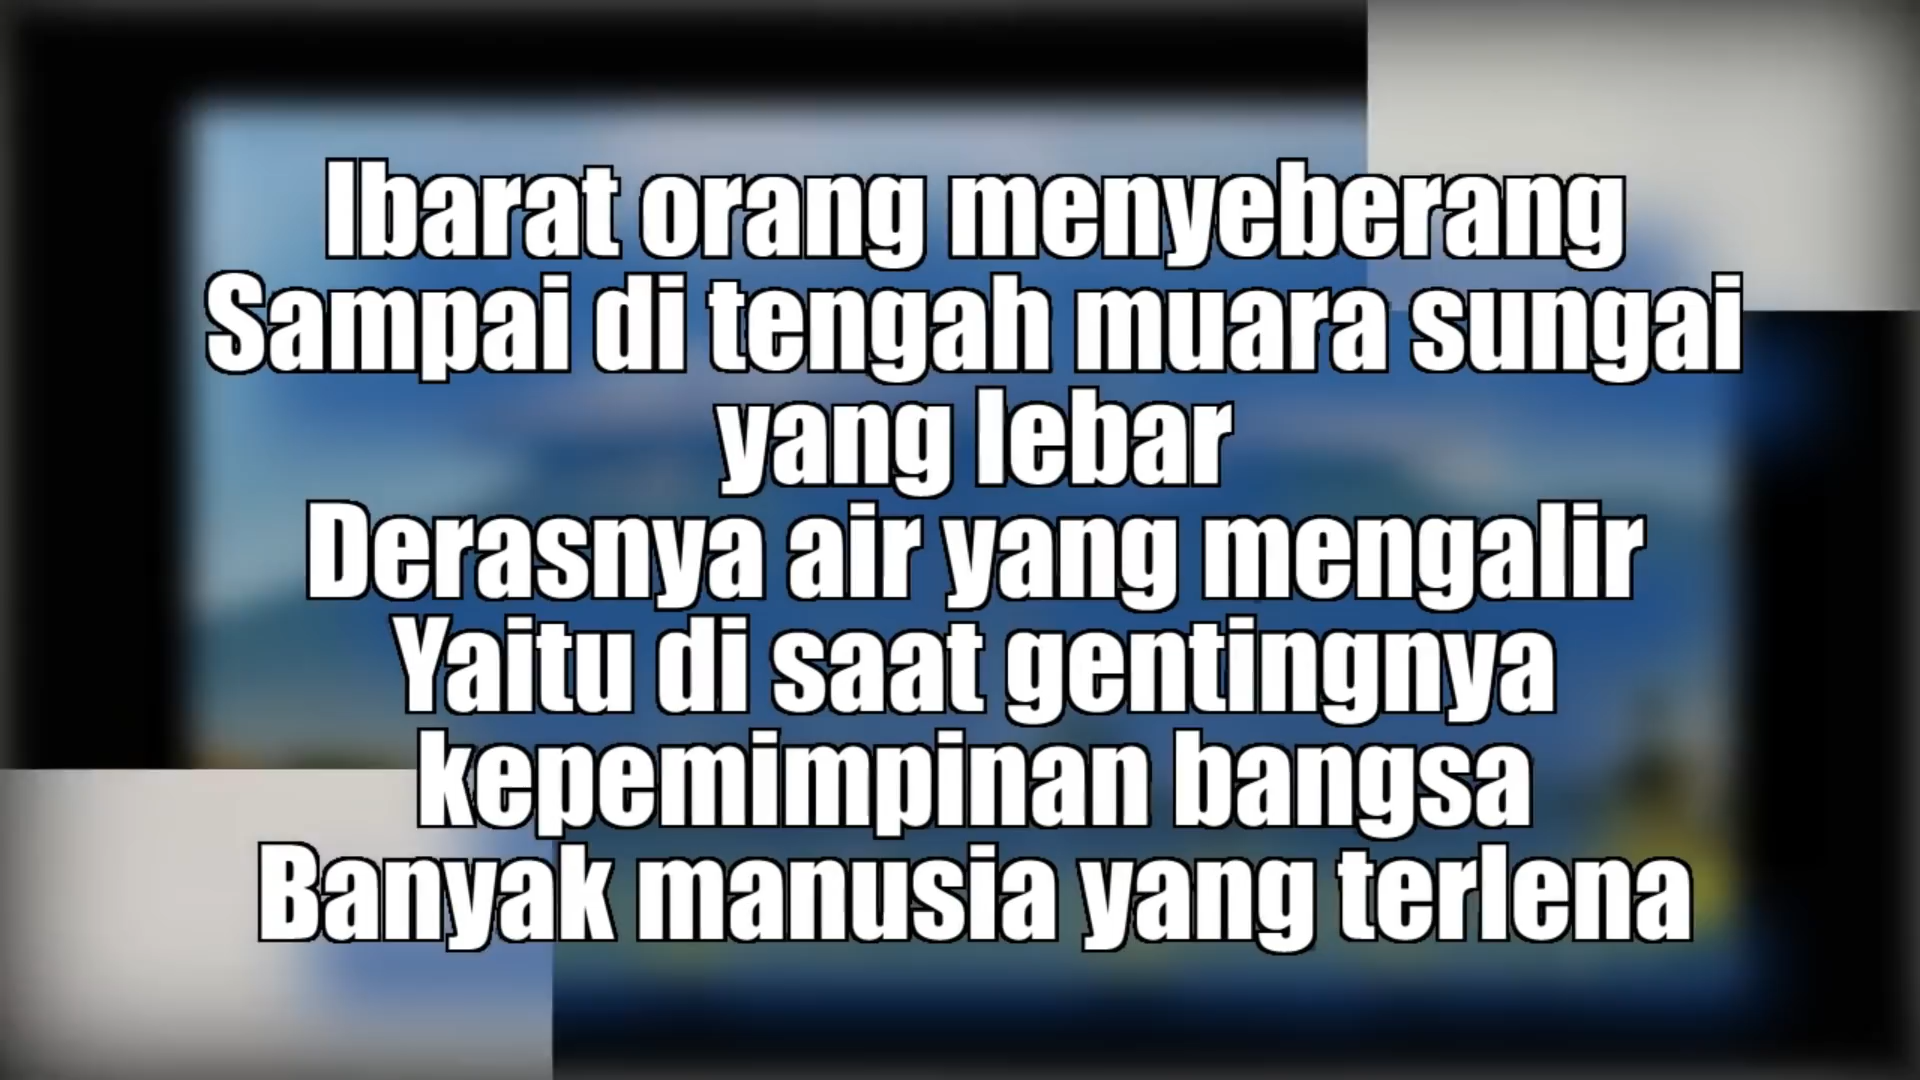 Ibarat orang menyeberang
Sampai di tengah muara sungai
yang lebar
Derasnya air yang mengalir
Yaitu di saat gentingnya
kepemimpinan bangsa
Banyak manusia yang terlena